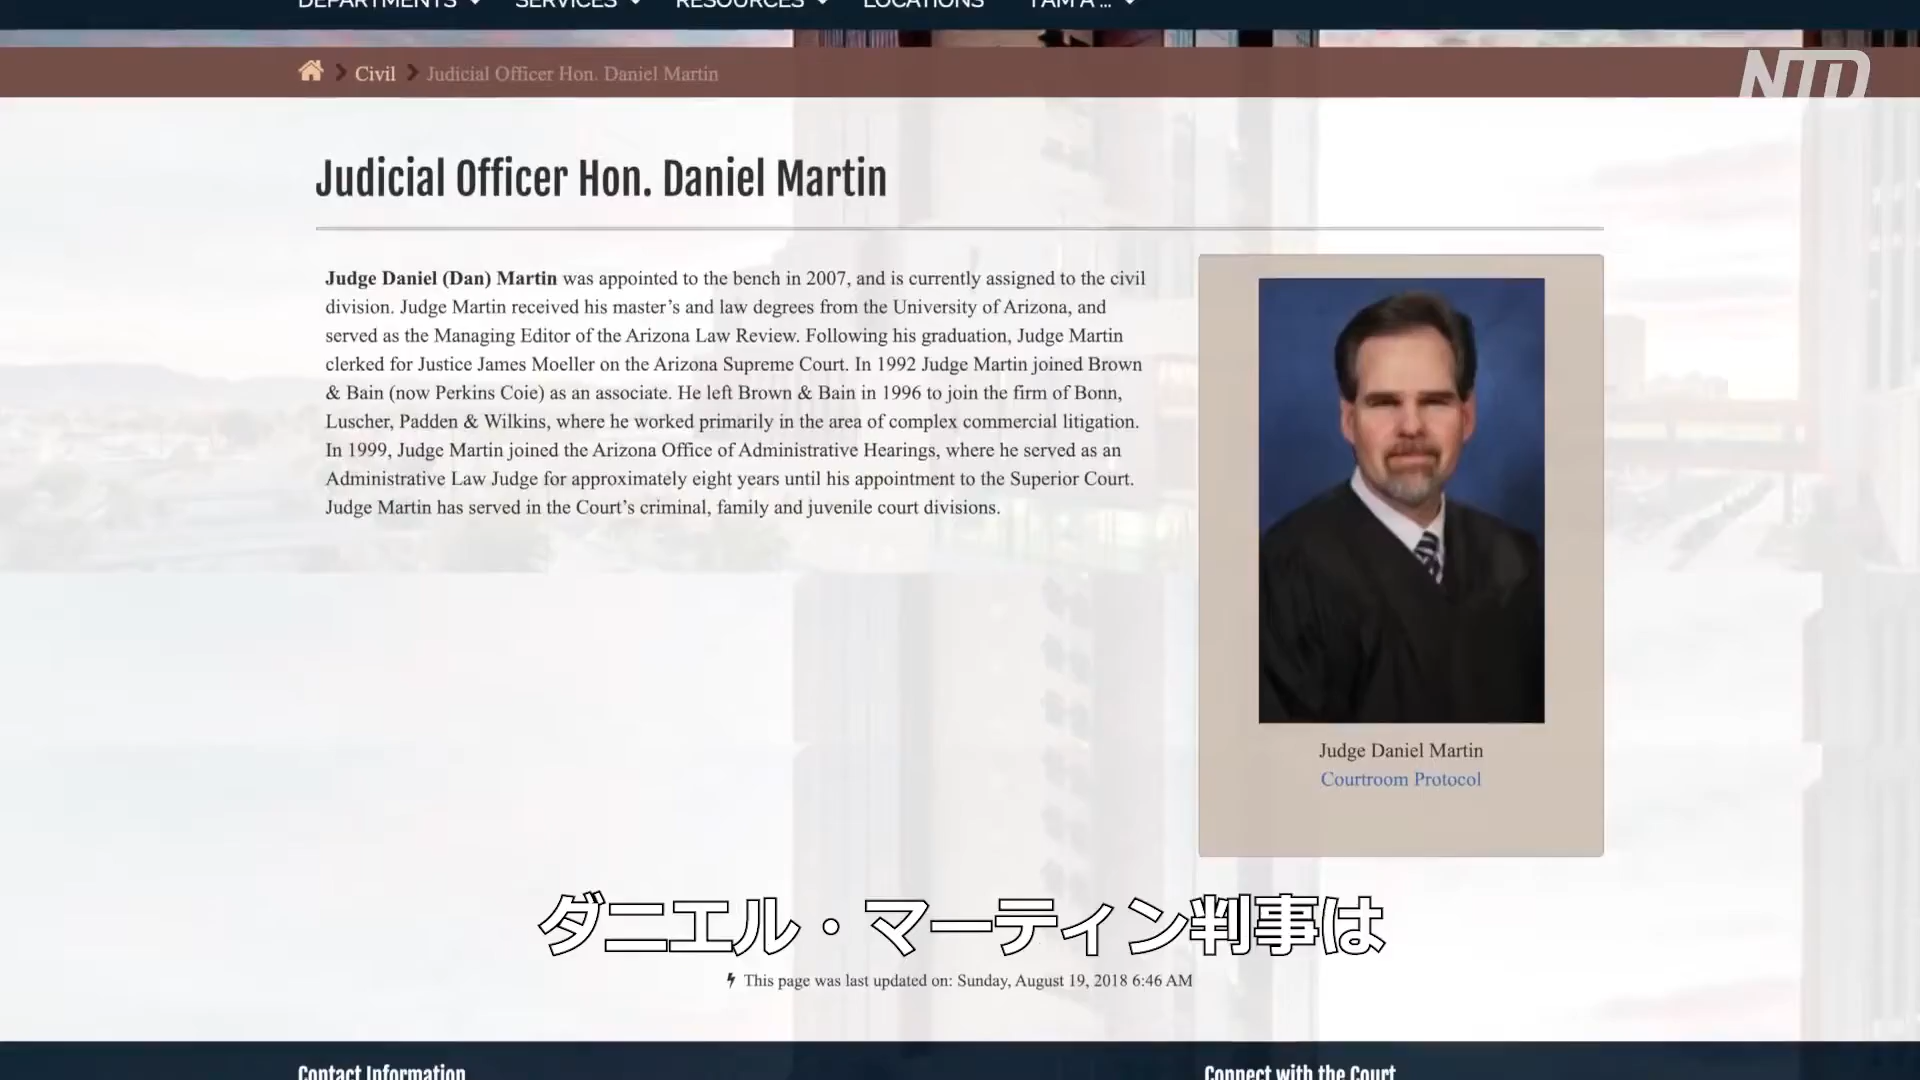 DEPARTMENTS SERVICES RESOURCES LOCATIONS I AM A ...
Civil Judicial Officer Hon. Daniel Martin
NTD
Judicial Officer Hon. Daniel Martin
Judge Daniel (Dan) Martin was appointed to the bench in 2007, and is currently assigned to the civil
division. Judge Martin received his master’s and law degrees from the University of Arizona, and
served as the Managing Editor of the Arizona Law Review. Following his graduation, Judge Martin
clerked for Justice James Moeller on the Arizona Supreme Court. In 1992 Judge Martin joined Brown
& Bain (now Perkins Coie) as an associate. He left Brown & Bain in 1996 to join the firm of Bonn,
Luscher, Padden & Wilkins, where he worked primarily in the area of complex commercial litigation.
In 1999, Judge Martin joined the Arizona Office of Administrative Hearings, where he served as an
Administrative Law Judge for approximately eight years until his appointment to the Superior Court.
Judge Martin has served in the Court’s criminal, family and juvenile court divisions.
Judge Daniel Martin
Courtroom Protocol
ダニエル・マーティン判事は
This page was last updated on: Sunday, August 19, 2018 6:46 AM
Contact Information
Connect with the Court